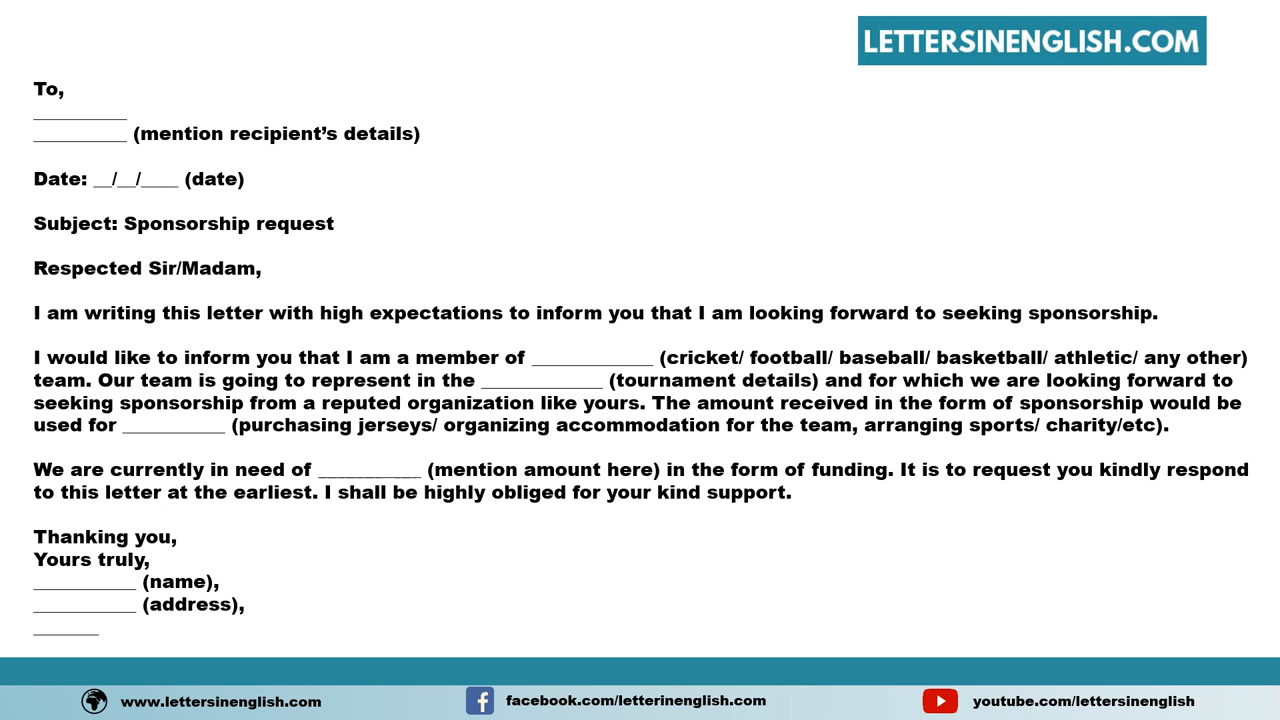 LETTERSINENGLISH.COM
To,
__________
__________ (mention recipient’s details)
Date: __/__/____ (date)
Subject: Sponsorship request
Respected Sir/Madam,
I am writing this letter with high expectations to inform you that I am looking forward to seeking sponsorship.
I would like to inform you that I am a member of _____________ (cricket/ football/ baseball/ basketball/ athletic/ any other)
team. Our team is going to represent in the _____________ (tournament details) and for which we are looking forward to
seeking sponsorship from a reputed organization like yours. The amount received in the form of sponsorship would be
used for ___________ (purchasing jerseys/ organizing accommodation for the team, arranging sports/ charity/etc).
We are currently in need of ___________ (mention amount here) in the form of funding. It is to request you kindly respond
to this letter at the earliest. I shall be highly obliged for your kind support.
Thanking you,
Yours truly,
___________ (name),
___________ (address),
_______
www.lettersinenglish.com
facebook.com/letterinenglish.com
youtube.com/lettersinenglish